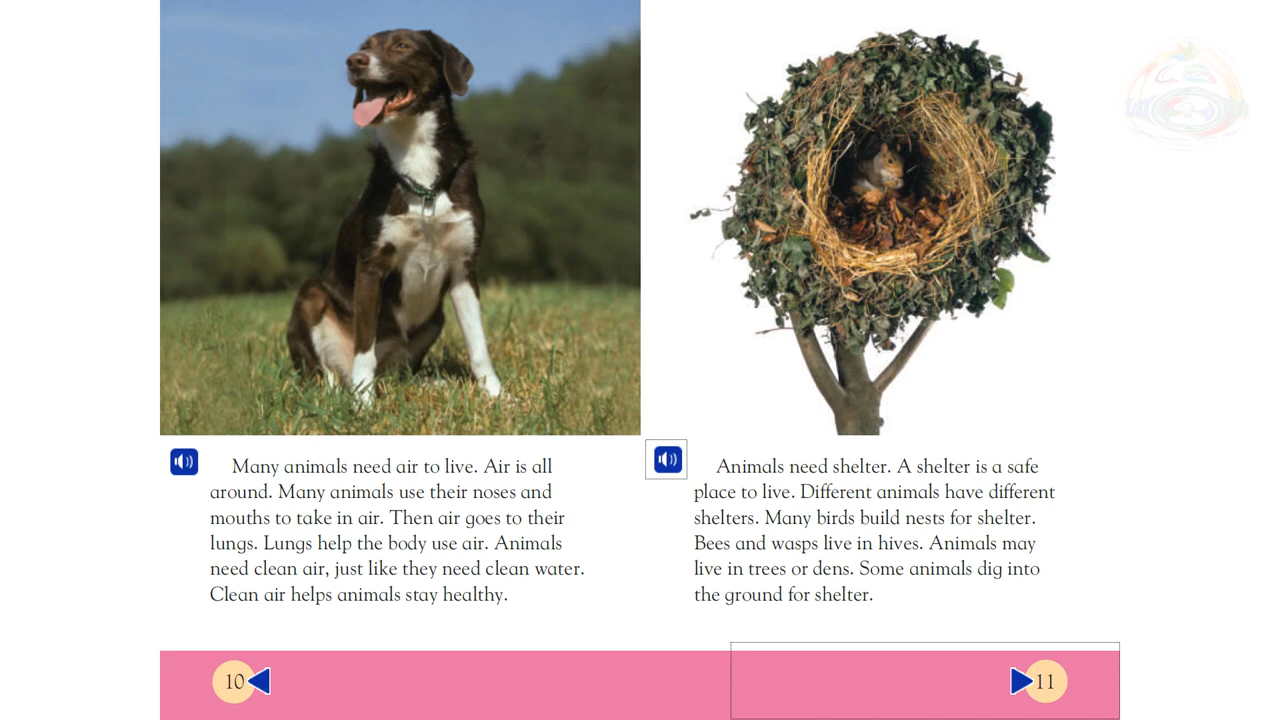 Many animals need air to live. Air is all
around. Many animals use their noses and
mouths to take in air. Then air goes to their
lungs. Lungs help the body use air. Animals
need clean air, just like they need clean water.
Clean air helps animals stay healthy.
Animals need shelter. A shelter is a safe
place to live. Different animals have different
shelters. Many birds build nests for shelter.
Bees and wasps live in hives. Animals may
live in trees or dens. Some animals dig into
the ground for shelter.
10
11